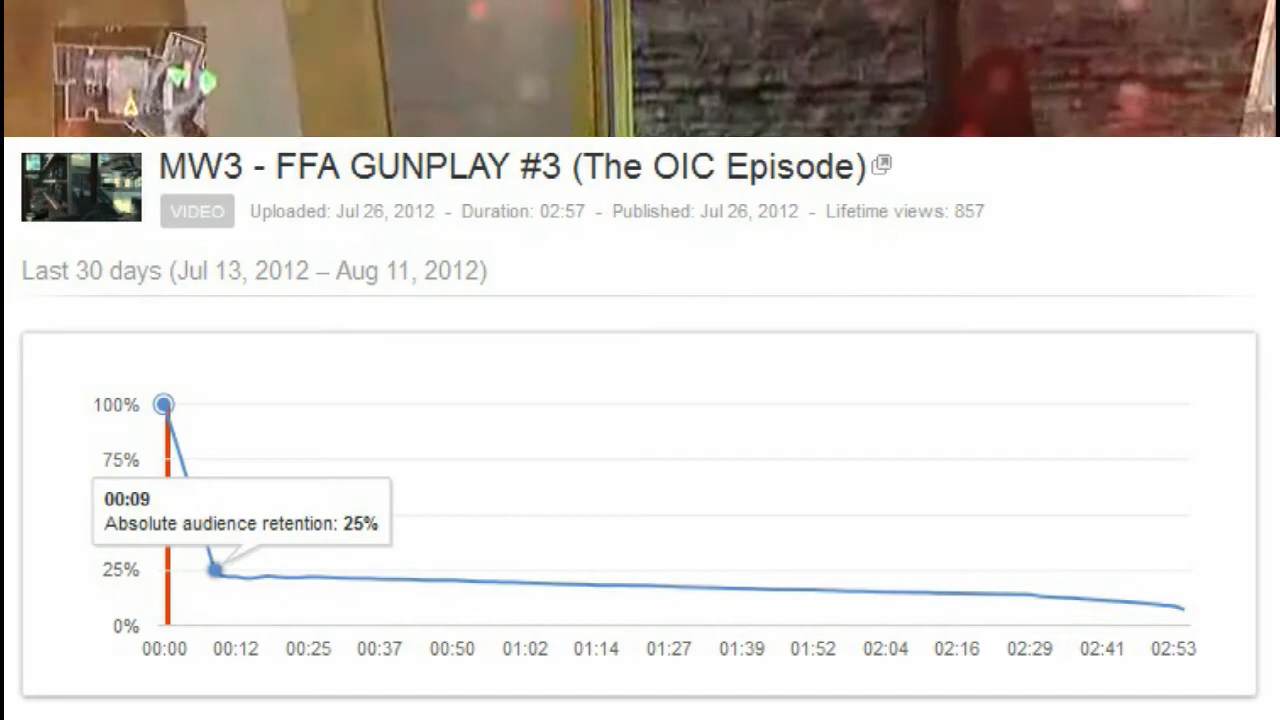 MW3 - FFA GUNPLAY #3 (The OIC Episode)
VIDEO Uploaded: Jul 26, 2012 - Duration: 02:57 - Published: Jul 26, 2012 - Lifetime views: 857
Last 30 days (Jul 13, 2012 – Aug 11, 2012)
100%
75%
00:09
Absolute audience retention: 25%
25%
0%
00:00 00:12 00:25 00:37 00:50 01:02 01:14 01:27 01:39 01:52 02:04 02:16 02:29 02:41 02:53